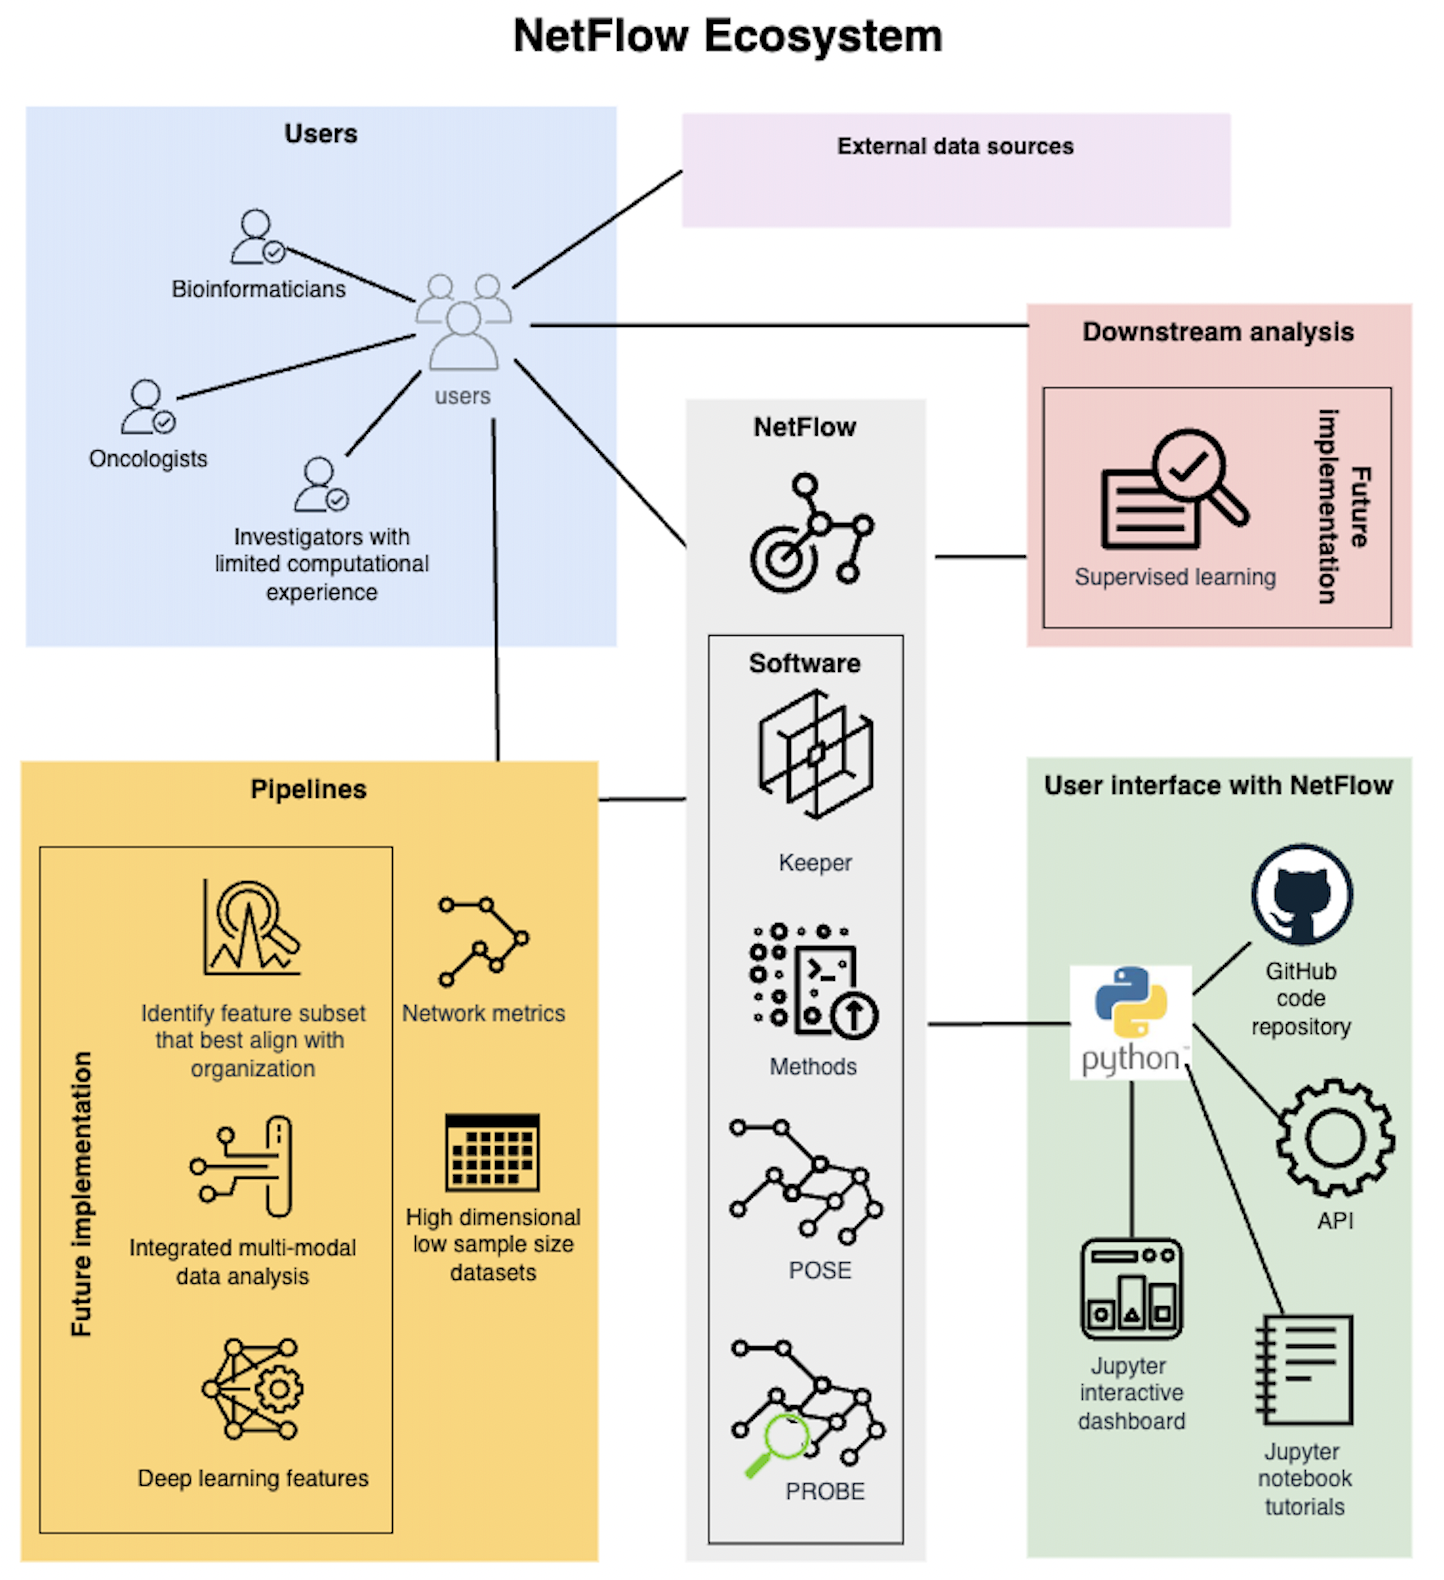 NetFlow Ecosystem
Users
Bioinformaticians
Oncologists
users
Investigators with
limited computational
experience
External data sources
Downstream analysis
Supervised learning
Future
implementation
NetFlow
Software
Keeper
Methods
POSE
PROBE
Pipelines
Future implementation
Identify feature subset
that best align with
organization
Network metrics
Integrated multi-modal
data analysis
High dimensional
low sample size
datasets
Deep learning features
User interface with NetFlow
python™
GitHub
code
repository
API
Jupyter
interactive
dashboard
Jupyter
notebook
tutorials